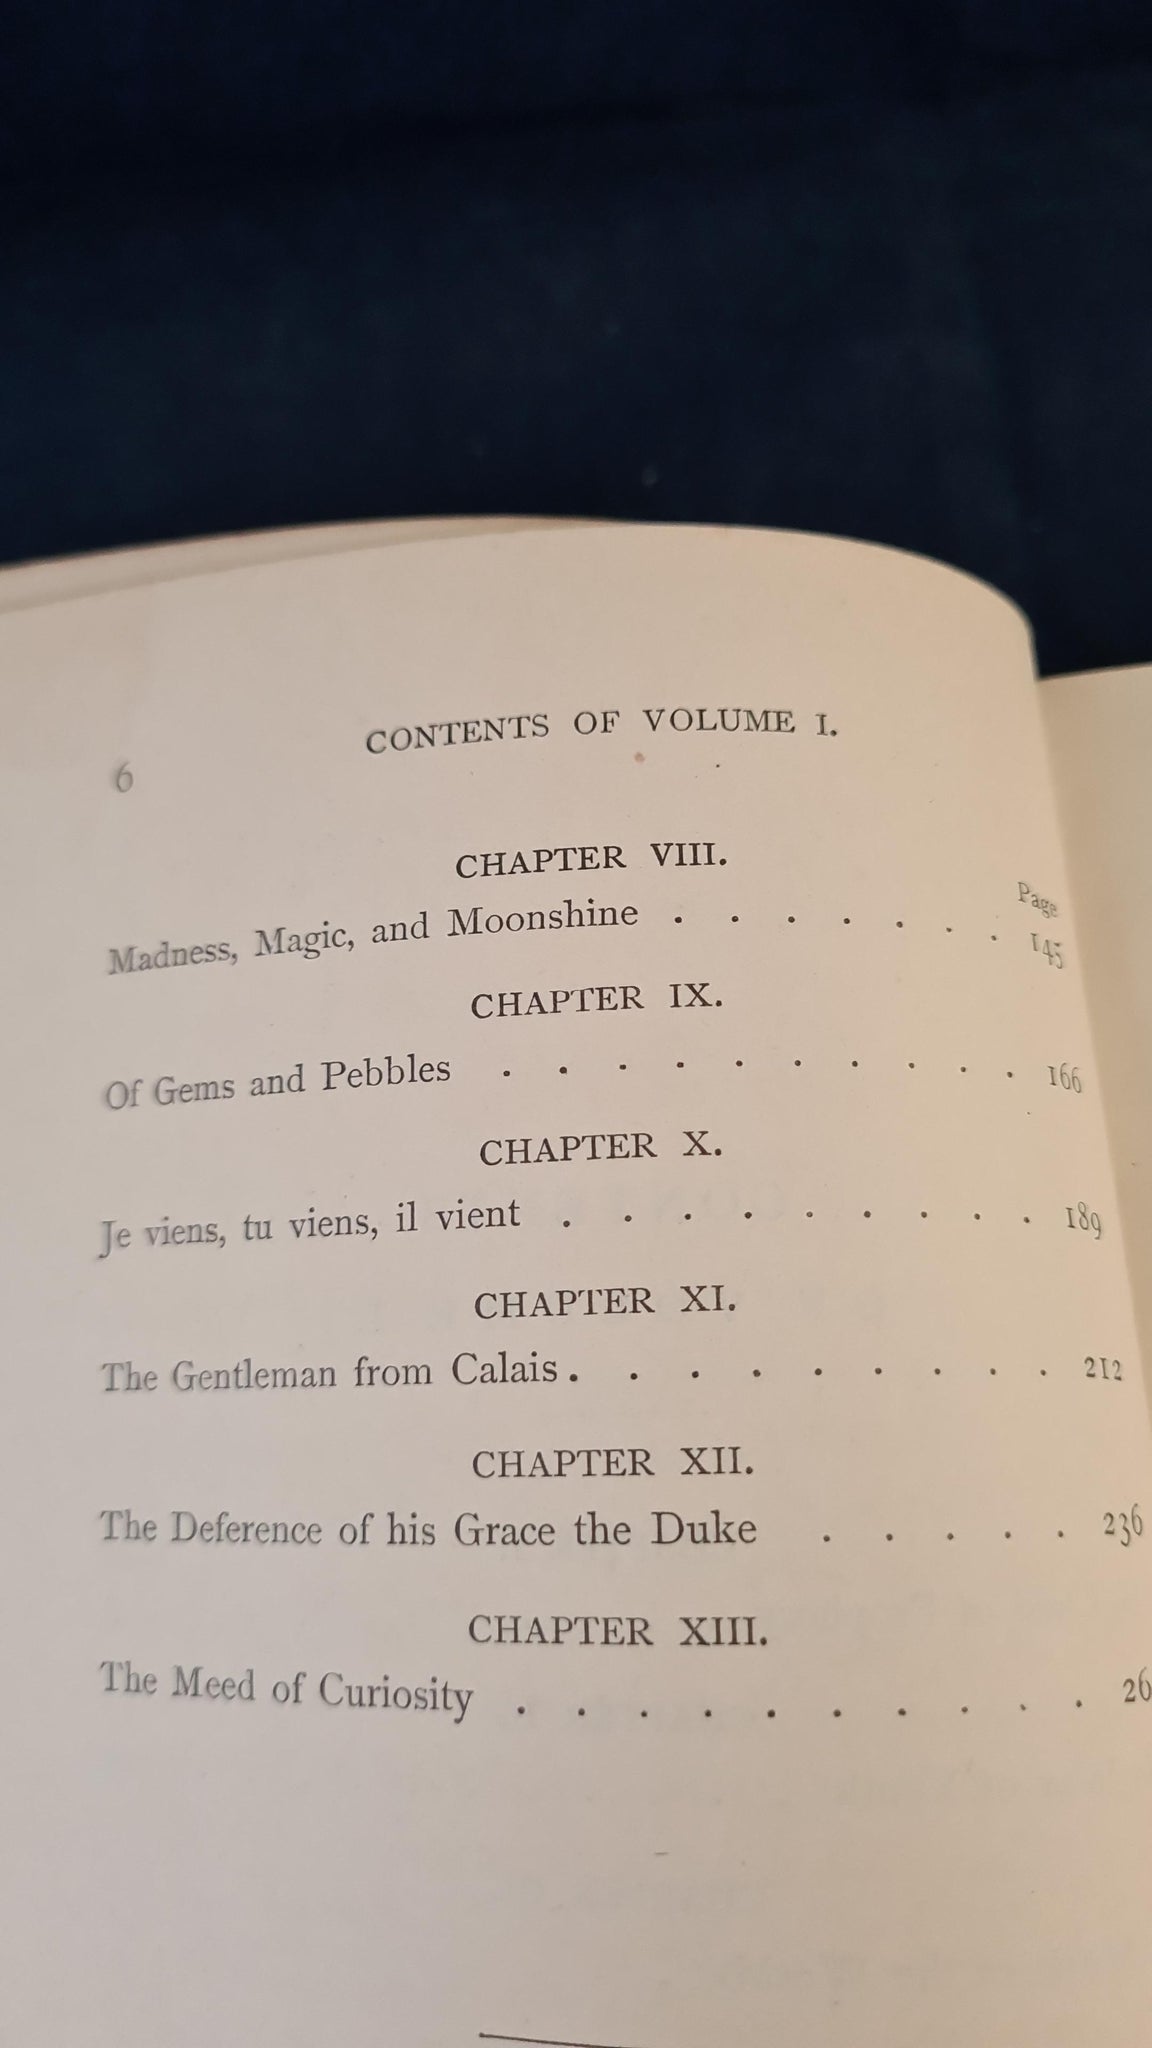 CONTENTS OF VOLUME I.
6
CHAPTER VIII.
Page
Madness, Magic, and Moonshine . . . . . . . 145
CHAPTER IX.
Of Gems and Pebbles . . . . . . . . . . 166
CHAPTER X.
Je viens, tu viens, il vient . . . . . . . . . 189
CHAPTER XI.
The Gentleman from Calais . . . . . . . . . 212
CHAPTER XII.
The Deference of his Grace the Duke . . . . . 236
CHAPTER XIII.
The Meed of Curiosity . . . . . . . . . .